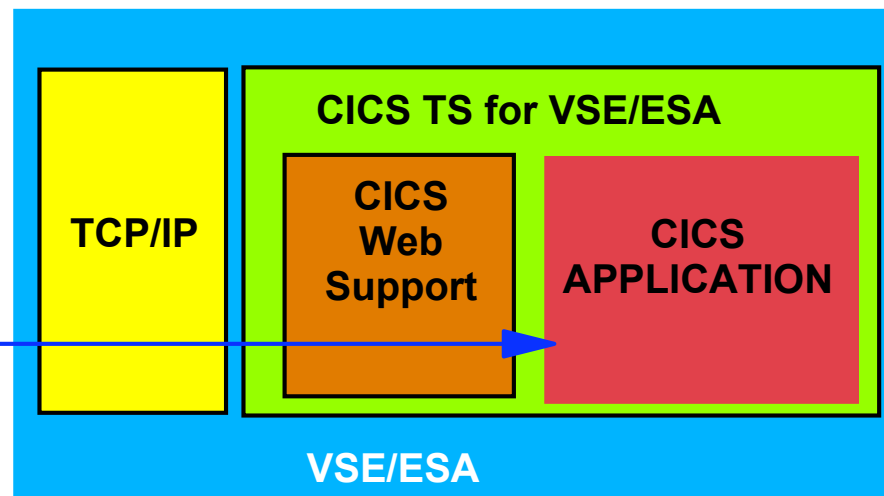 CICS TS for VSE/ESA
TCP/IP
CICS
Web
Support
CICS
APPLICATION
VSE/ESA